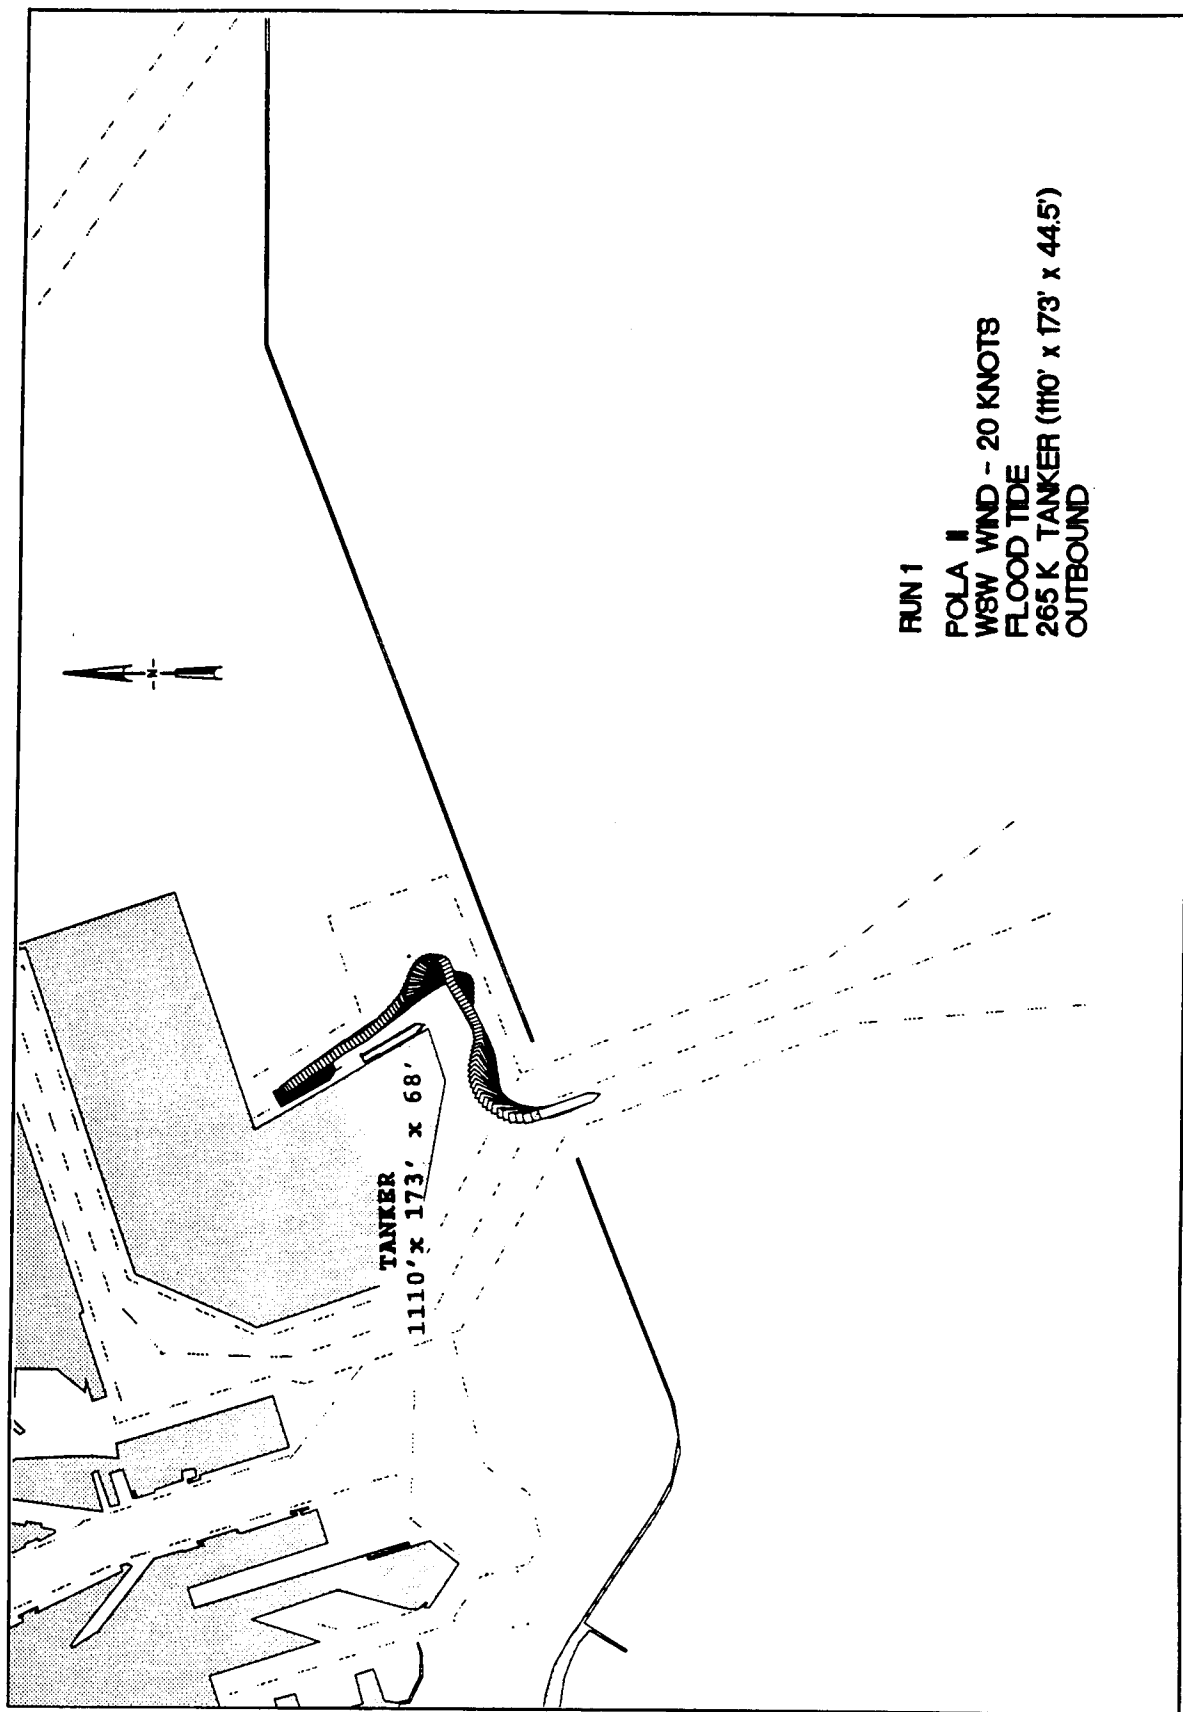 -N-
TANKER
1110' x 173' x 68'
RUN 1
POLA II
WSW WIND - 20 KNOTS
FLOOD TIDE
265 K TANKER (1110' x 173' x 44.5')
OUTBOUND